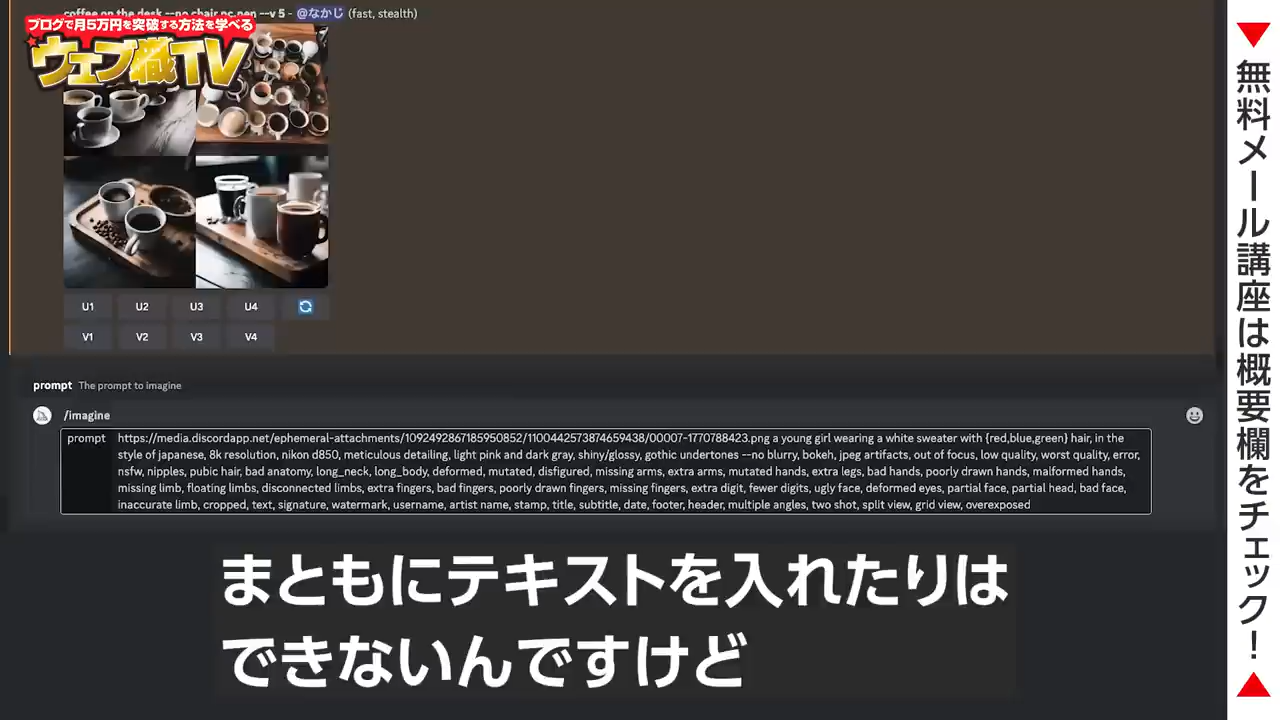 coffee on the desk --no chair pc pen --v 5 - @なかじ (fast, stealth)
ブログで月5万円を突破する方法を学べる
ウェブ職TV
U1 U2 U3 U4
V1 V2 V3 V4
prompt The prompt to imagine
/imagine
prompt https://media.discordapp.net/ephemeral-attachments/1092492867185950852/1100442573874659438/00007-1770788423.png a young girl wearing a white sweater with {red,blue,green} hair, in the
style of japanese, 8k resolution, nikon d850, meticulous detailing, light pink and dark gray, shiny/glossy, gothic undertones --no blurry, bokeh, jpeg artifacts, out of focus, low quality, worst quality, error,
nsfw, nipples, pubic hair, bad anatomy, long_neck, long_body, deformed, mutated, disfigured, missing arms, extra arms, mutated hands, extra legs, bad hands, poorly drawn hands, malformed hands,
missing limb, floating limbs, disconnected limbs, extra fingers, bad fingers, poorly drawn fingers, missing fingers, extra digit, fewer digits, ugly face, deformed eyes, partial face, partial head, bad face,
inaccurate limb, cropped, text, signature, watermark, username, artist name, stamp, title, subtitle, date, footer, header, multiple angles, two shot, split view, grid view, overexposed
まともにテキストを入れたりは
できないんですけど
▼無料メール講座は概要欄をチェック！▲